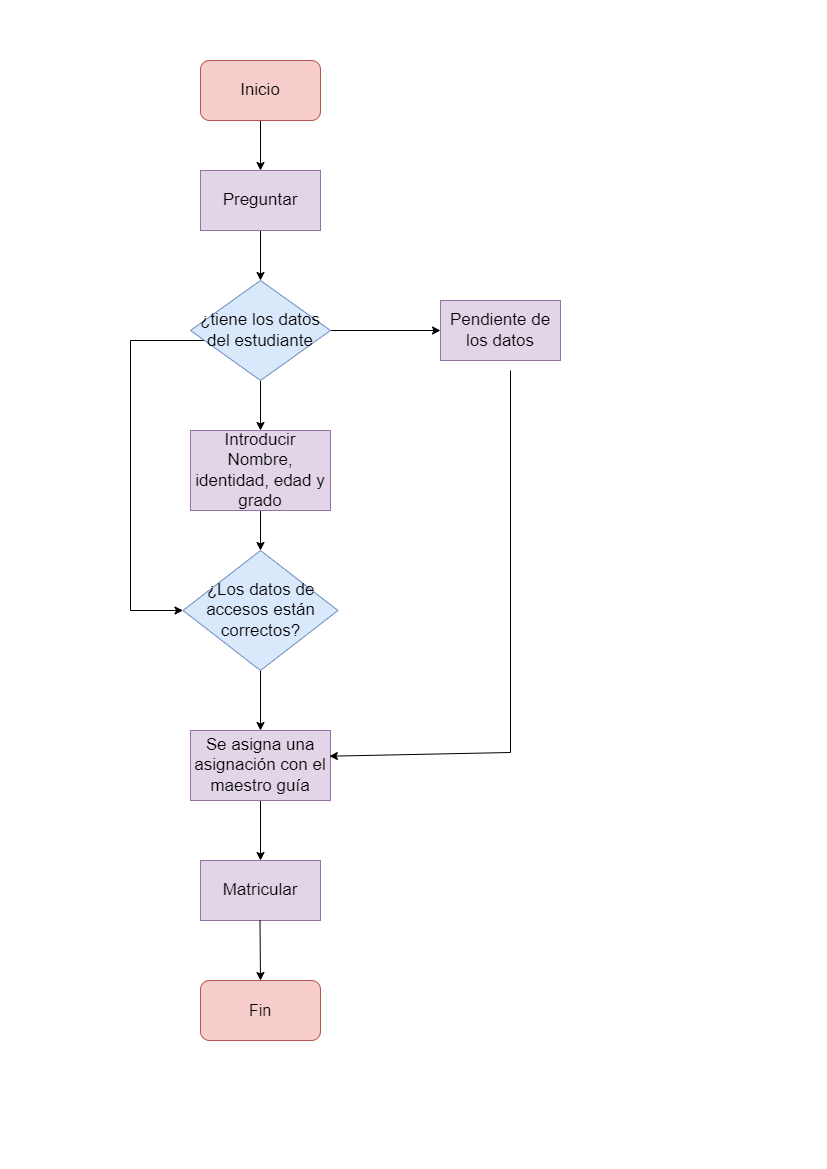 Inicio
Preguntar
¿tiene los datos
del estudiante
Pendiente de
los datos
Introducir
Nombre,
identidad, edad y
grado
¿Los datos de
accesos están
correctos?
Se asigna una
asignación con el
maestro guía
Matricular
Fin